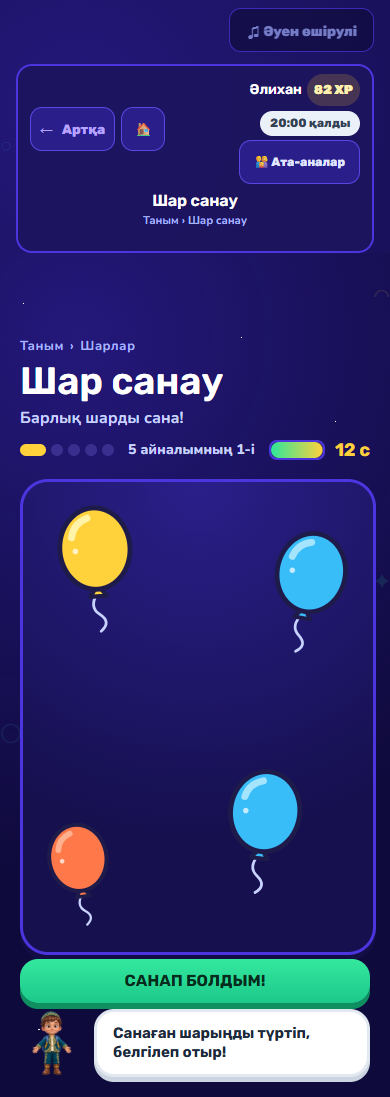 ♫ Әуен өшірулі
Әлихан 82 XP
← Артқа
20:00 қалды
Ата-аналар
Шар санау
Таным › Шар санау
Таным › Шарлар
Шар санау
Барлық шарды сана!
5 айналымның 1-і 12 с
САНАП БОЛДЫМ!
Санаған шарыңды түртіп,
белгілеп отыр!